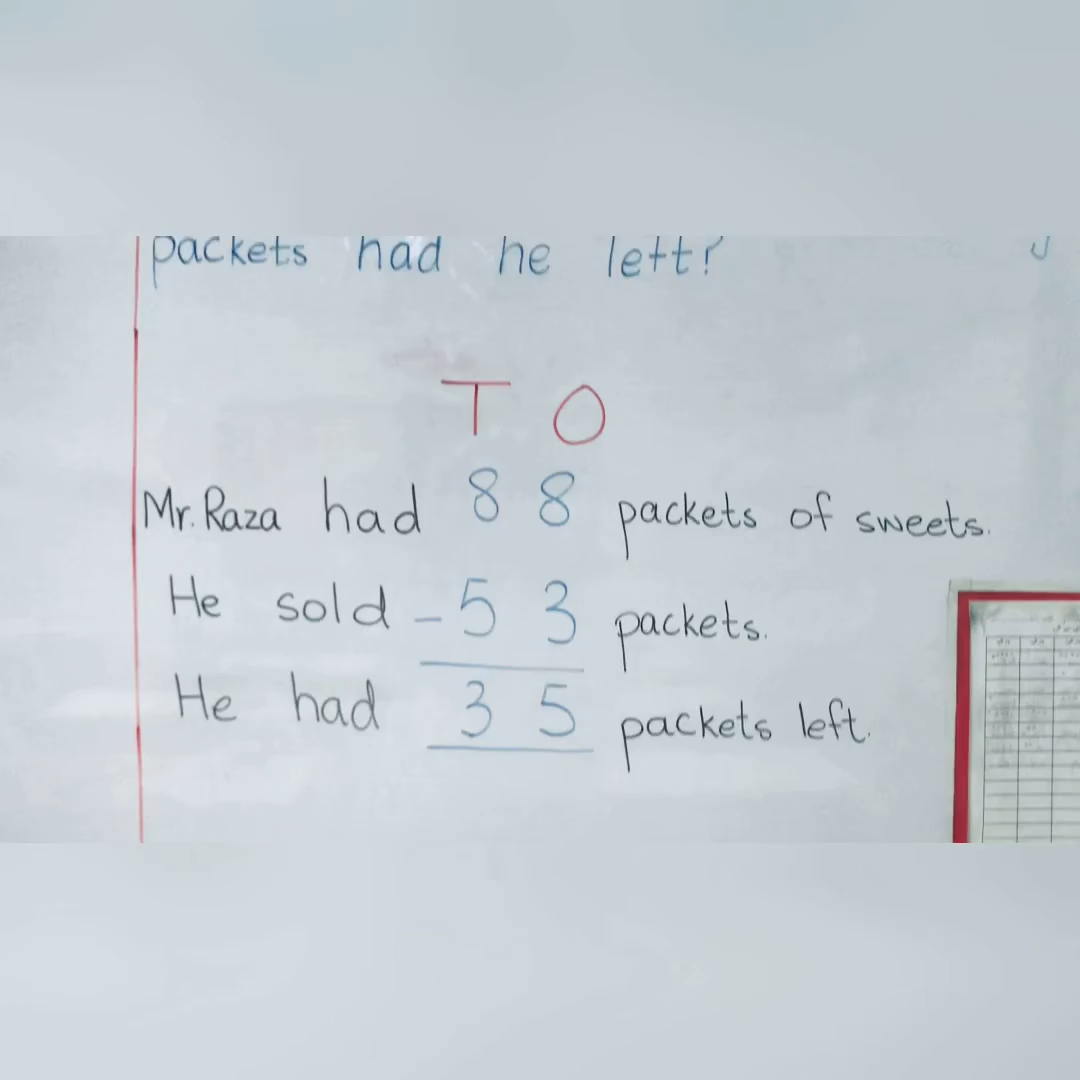 packets had he left?
T O
Mr. Raza had 8 8 packets of sweets.
He sold - 5 3 packets.
He had 3 5 packets left.